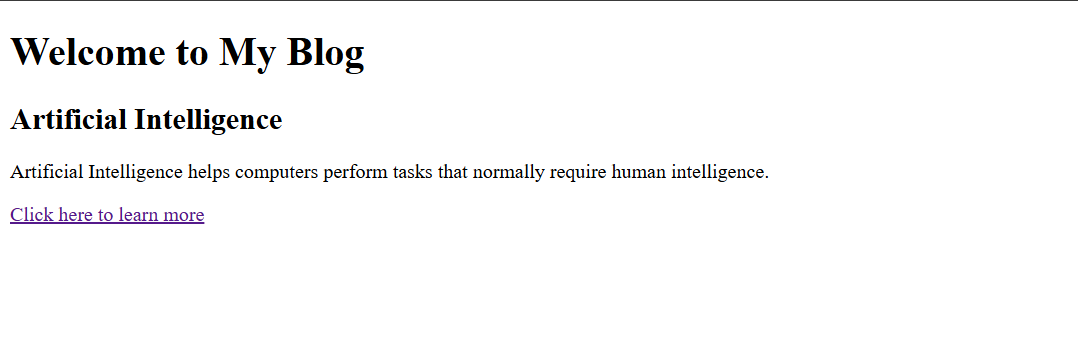 Welcome to My Blog
Artificial Intelligence
Artificial Intelligence helps computers perform tasks that normally require human intelligence.
Click here to learn more